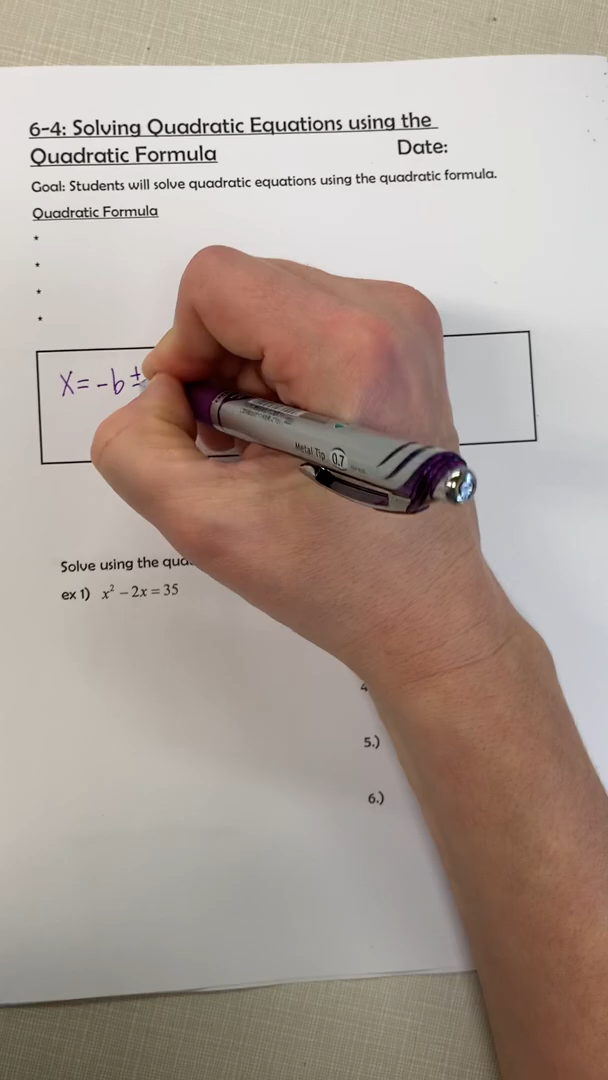 6-4: Solving Quadratic Equations using the
Quadratic Formula Date:
Goal: Students will solve quadratic equations using the quadratic formula.
Quadratic Formula
*
*
*
*
x = -b ±
Metal Tip 0.7
Solve using the
ex 1) x² - 2x = 35
4
5.)
6.)